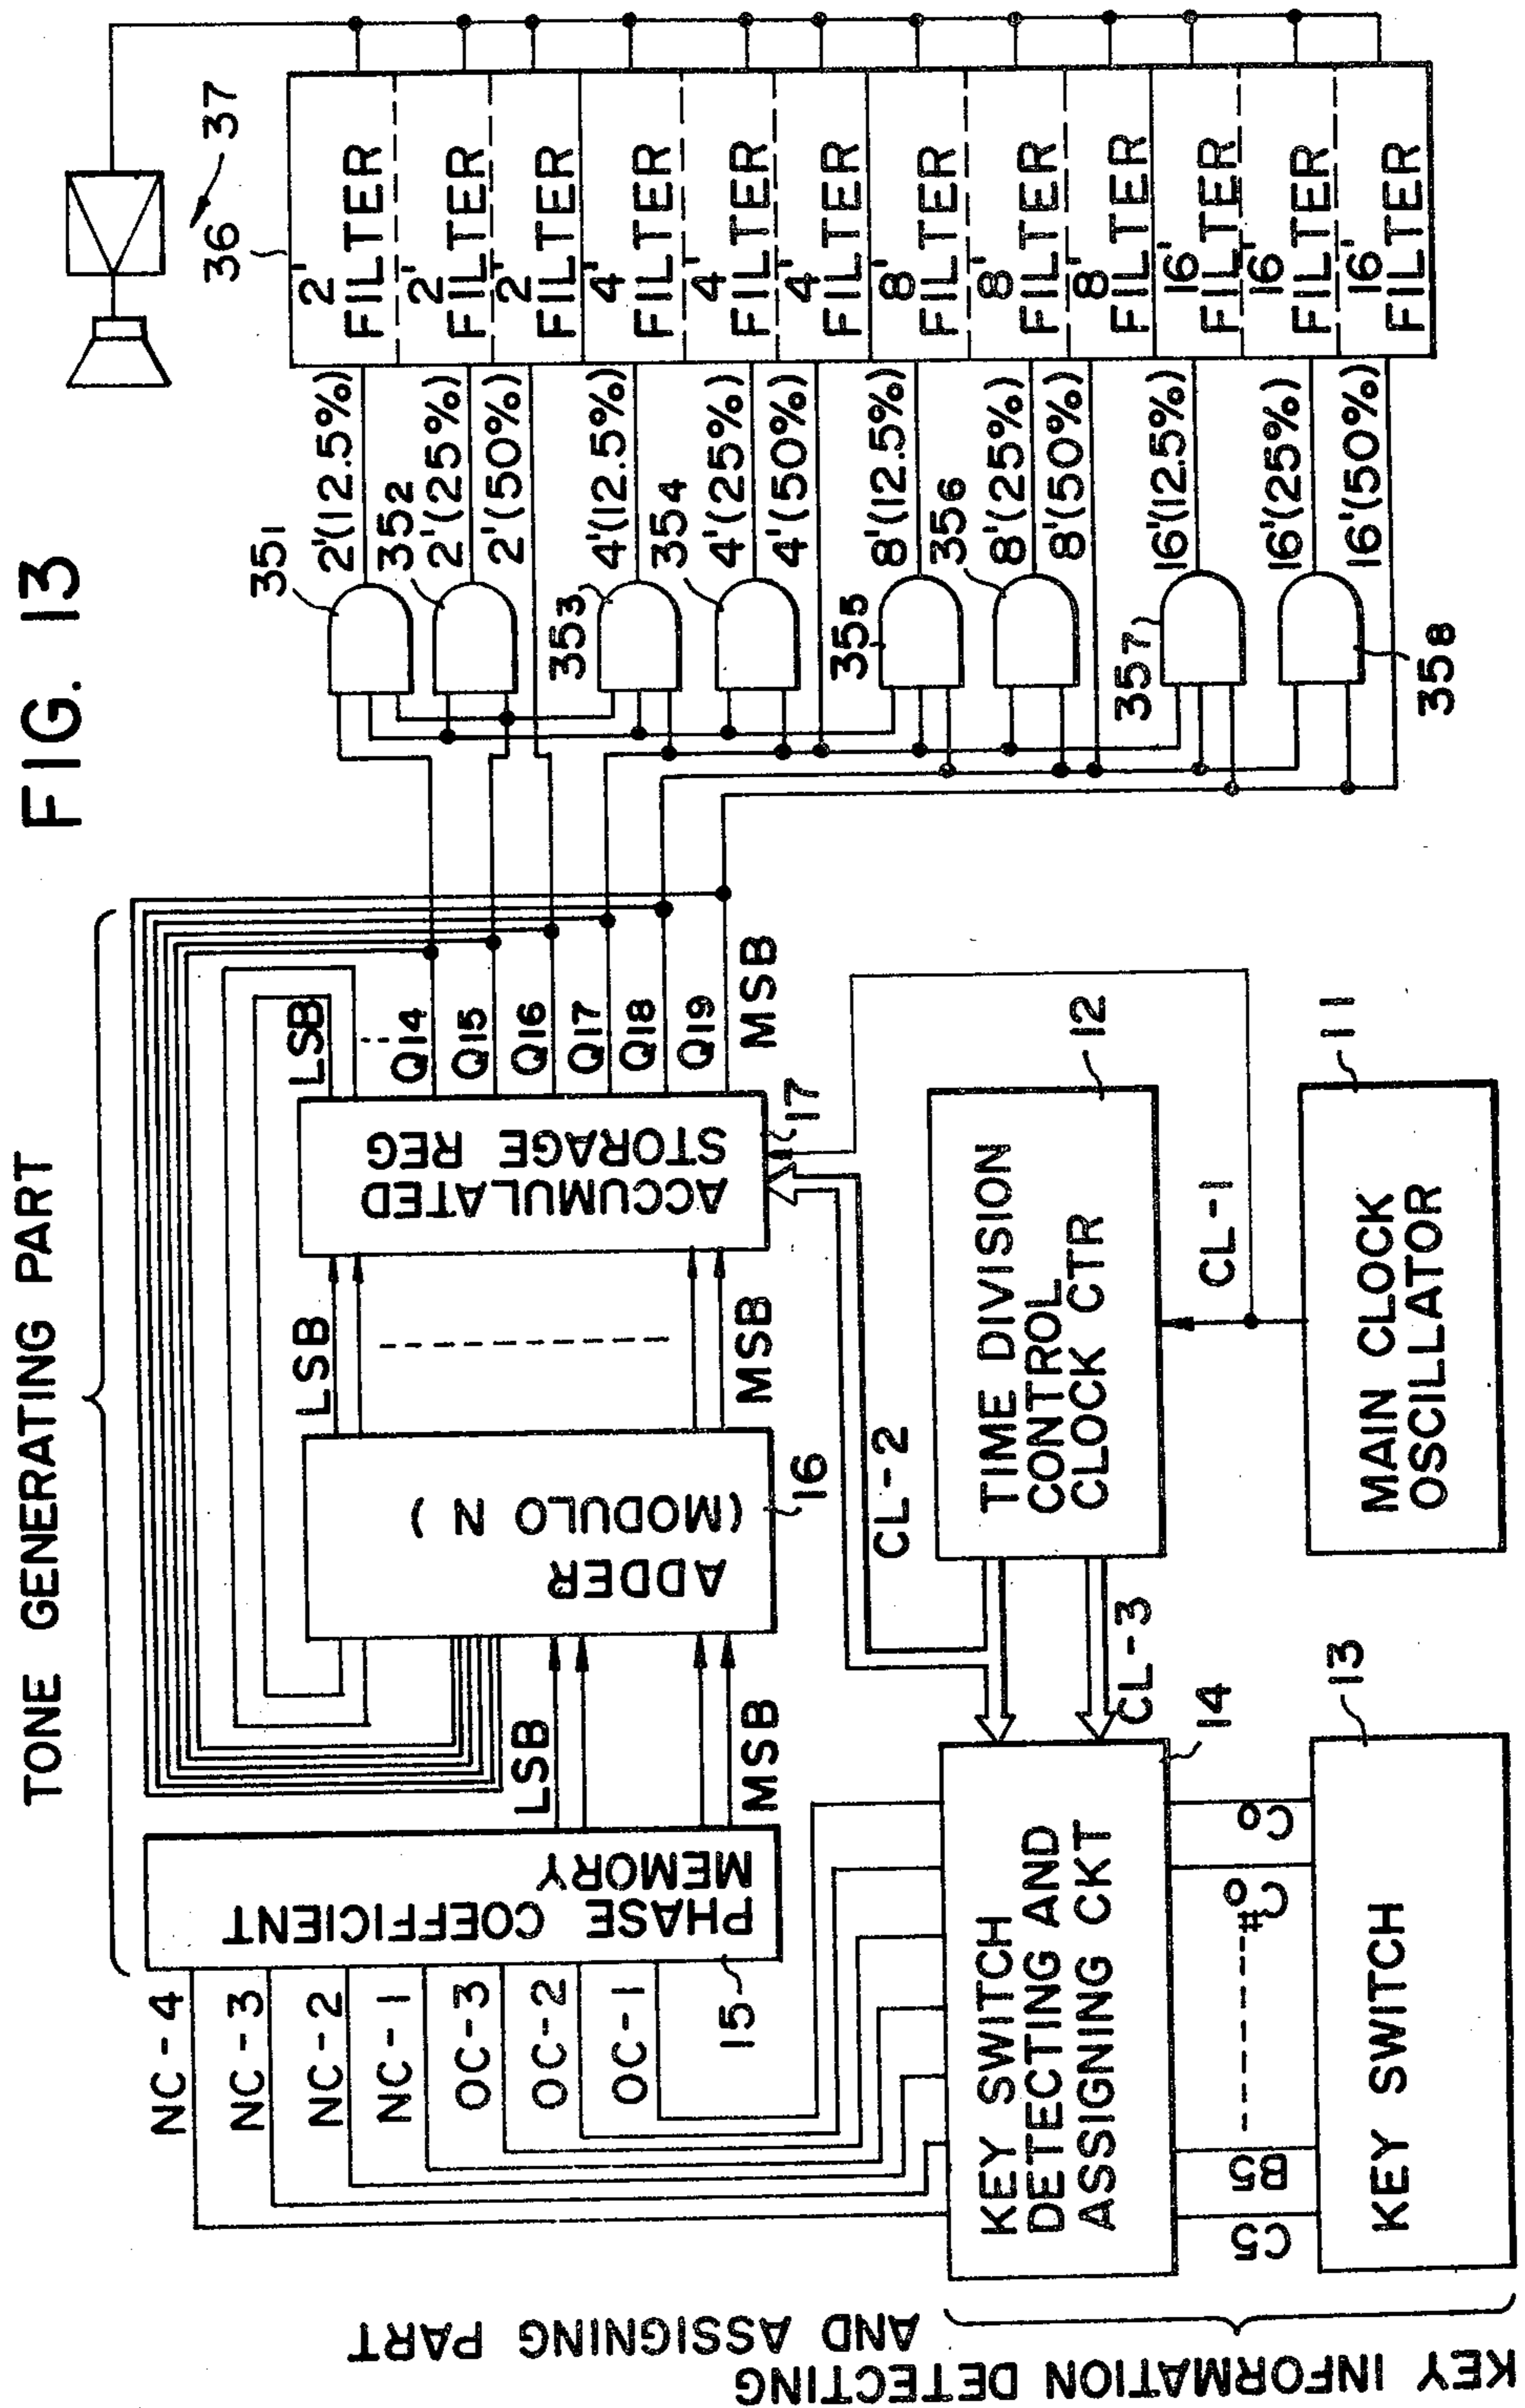 FIG. 13
TONE GENERATING PART
NC-4
NC-3
NC-2
NC-1
OC-3
OC-2
OC-1
PHASE COEFFICIENT
MEMORY
15
LSB
MSB
ADDER
(MODULO N)
16
LSB
MSB
ACCUMULATED
STORAGE REG
17
LSB
Q14
Q15
Q16
Q17
Q18
Q19
MSB
351
352
353
354
355
356
357
358
2'(12.5%)
2'(25%)
2'(50%)
4'(12.5%)
4'(25%)
4'(50%)
8'(12.5%)
8'(25%)
8'(50%)
16'(12.5%)
16'(25%)
16'(50%)
2'
FILTER
2'
FILTER
2'
FILTER
4'
FILTER
4'
FILTER
4'
FILTER
8'
FILTER
8'
FILTER
8'
FILTER
16'
FILTER
16'
FILTER
16'
FILTER
36
37
KEY INFORMATION DETECTING
AND ASSIGNING PART
KEY SWITCH
DETECTING AND
ASSIGNING CKT
14
CL-2
CL-3
TIME DIVISION
CONTROL
CLOCK CTR
12
CL-1
C5
B5
C#0
C0
KEY SWITCH
13
MAIN CLOCK
OSCILLATOR
11